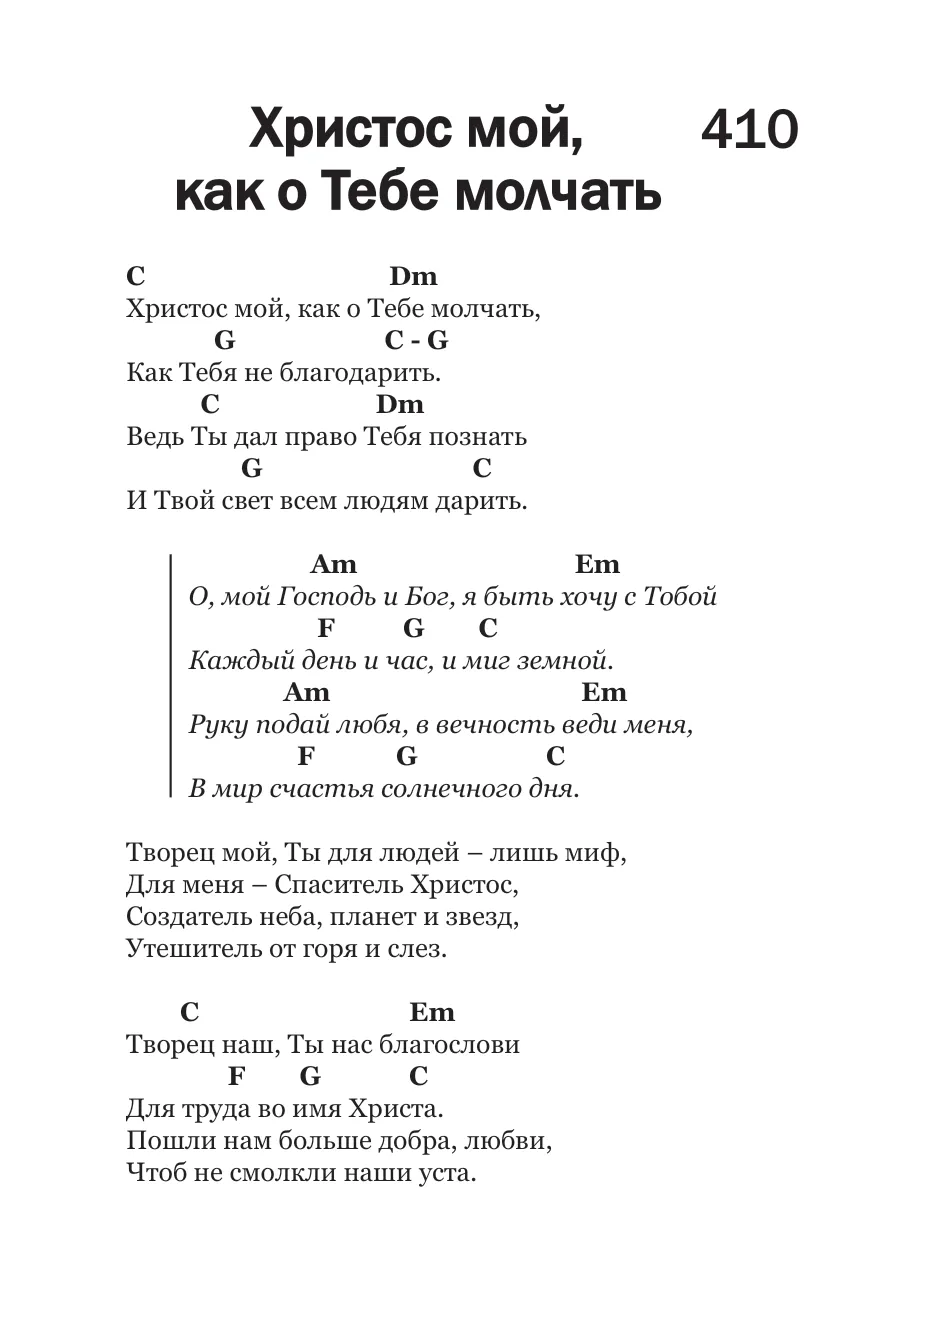 Христос мой, 410
как о Тебе молчать
C Dm
Христос мой, как о Тебе молчать,
G C - G
Как Тебя не благодарить.
C Dm
Ведь Ты дал право Тебя познать
G C
И Твой свет всем людям дарить.
Am Em
О, мой Господь и Бог, я быть хочу с Тобой
F G C
Каждый день и час, и миг земной.
Am Em
Руку подай любя, в вечность веди меня,
F G C
В мир счастья солнечного дня.
Творец мой, Ты для людей – лишь миф,
Для меня – Спаситель Христос,
Создатель неба, планет и звезд,
Утешитель от горя и слез.
C Em
Творец наш, Ты нас благослови
F G C
Для труда во имя Христа.
Пошли нам больше добра, любви,
Чтоб не смолкли наши уста.